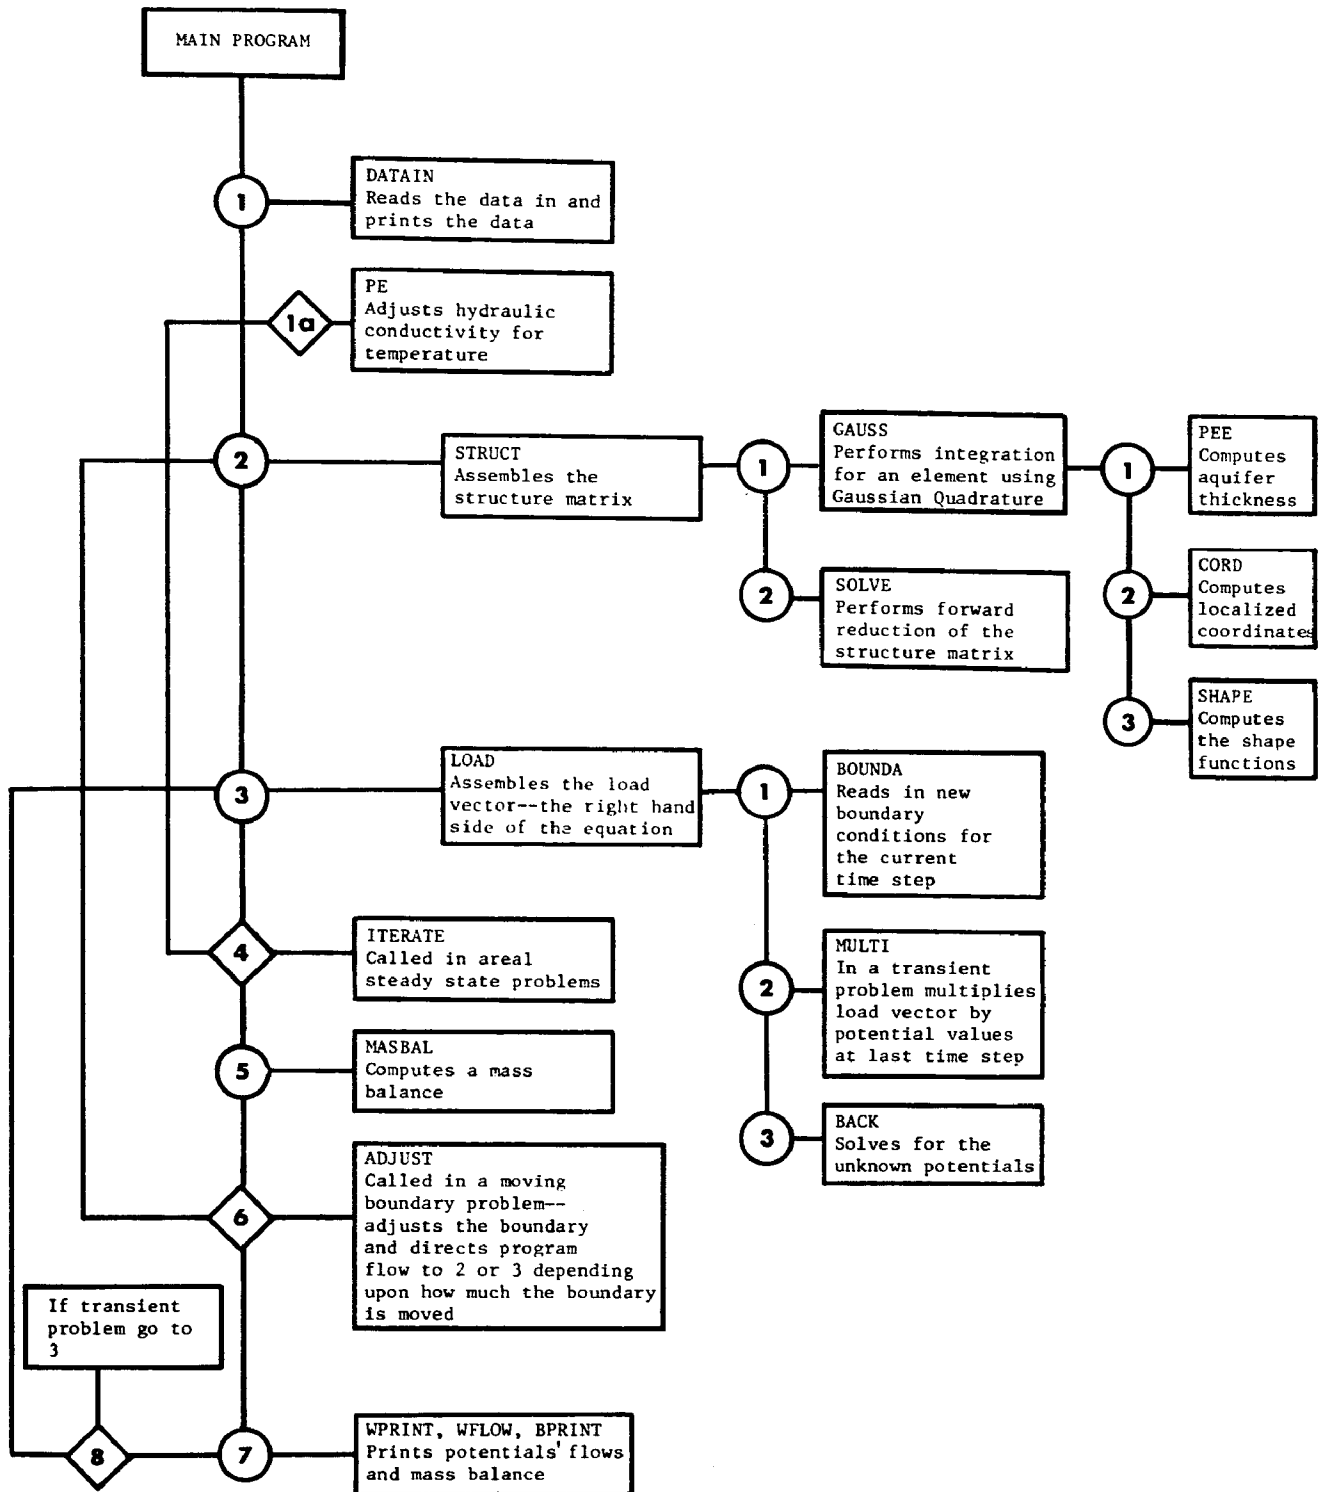 MAIN PROGRAM
1
DATAIN
Reads the data in and
prints the data
1a
PE
Adjusts hydraulic
conductivity for
temperature
2
STRUCT
Assembles the
structure matrix
1
GAUSS
Performs integration
for an element using
Gaussian Quadrature
1
PEE
Computes
aquifer
thickness
2
SOLVE
Performs forward
reduction of the
structure matrix
2
CORD
Computes
localized
coordinates
3
SHAPE
Computes
the shape
functions
3
LOAD
Assembles the load
vector--the right hand
side of the equation
1
BOUNDA
Reads in new
boundary
conditions for
the current
time step
4
ITERATE
Called in areal
steady state problems
2
MULTI
In a transient
problem multiplies
load vector by
potential values
at last time step
5
MASBAL
Computes a mass
balance
3
BACK
Solves for the
unknown potentials
6
ADJUST
Called in a moving
boundary problem--
adjusts the boundary
and directs program
flow to 2 or 3 depending
upon how much the boundary
is moved
If transient
problem go to
3
8
7
WPRINT, WFLOW, BPRINT
Prints potentials' flows
and mass balance